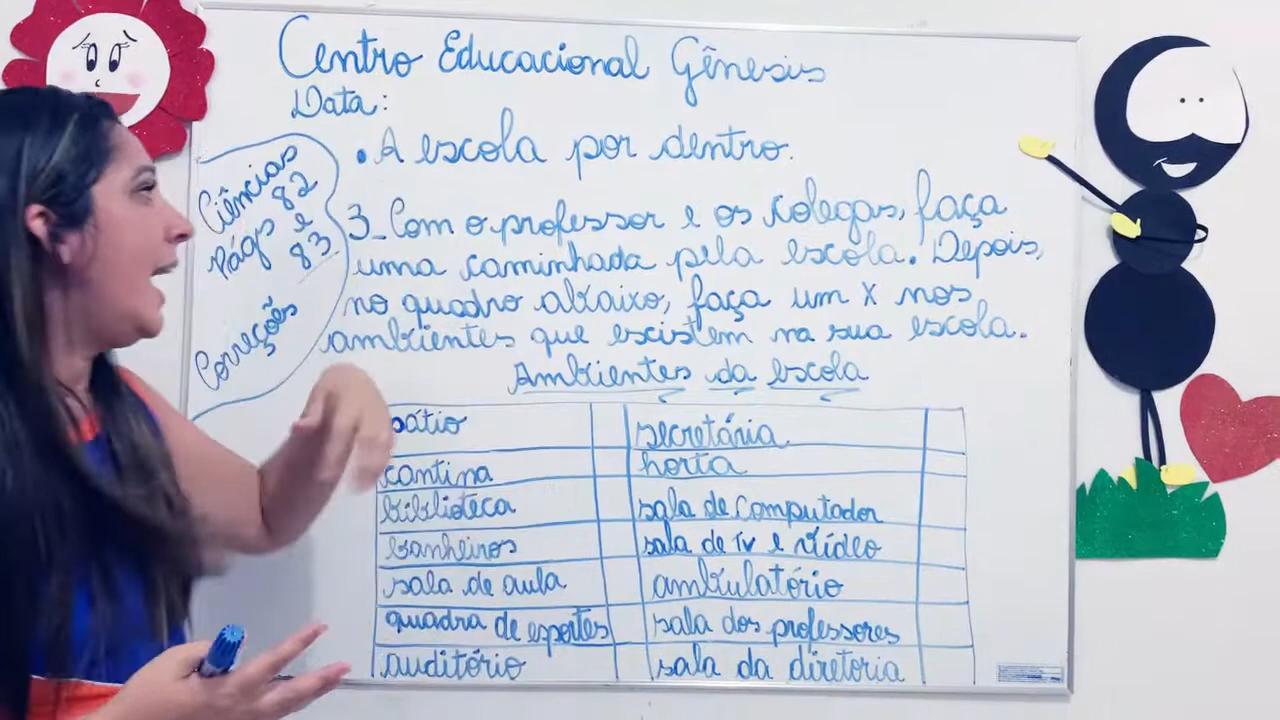 Centro Educacional Gênesis
Data:
• A escola por dentro.
Ciências
Págs 82
e
83
Correções
3_ Com o professor e os colegas, faça
uma caminhada pela escola. Depois,
no quadro abaixo, faça um X nos
ambientes que escistem na sua escola.
Ambientes da escola
pátio
secretária
cantina
horta
biblioteca
sala de Computador
banheiros
sala de Tv e vídeo
sala de aula
ambulatório
quadra de esportes
sala dos professores
auditório
sala da diretoria